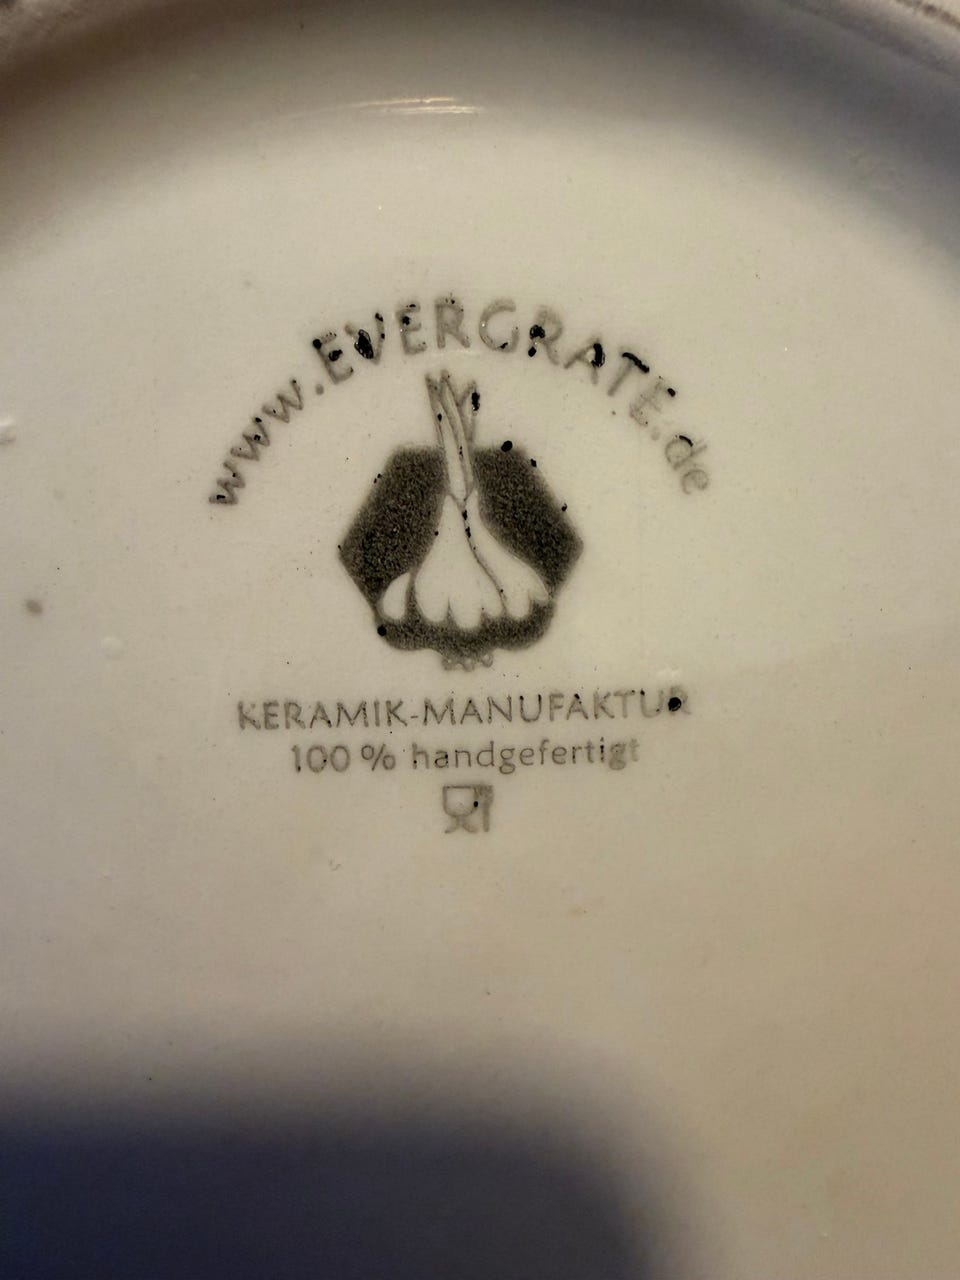 www.EVERGRATE.de
KERAMIK-MANUFAKTUR
100 % handgefertigt